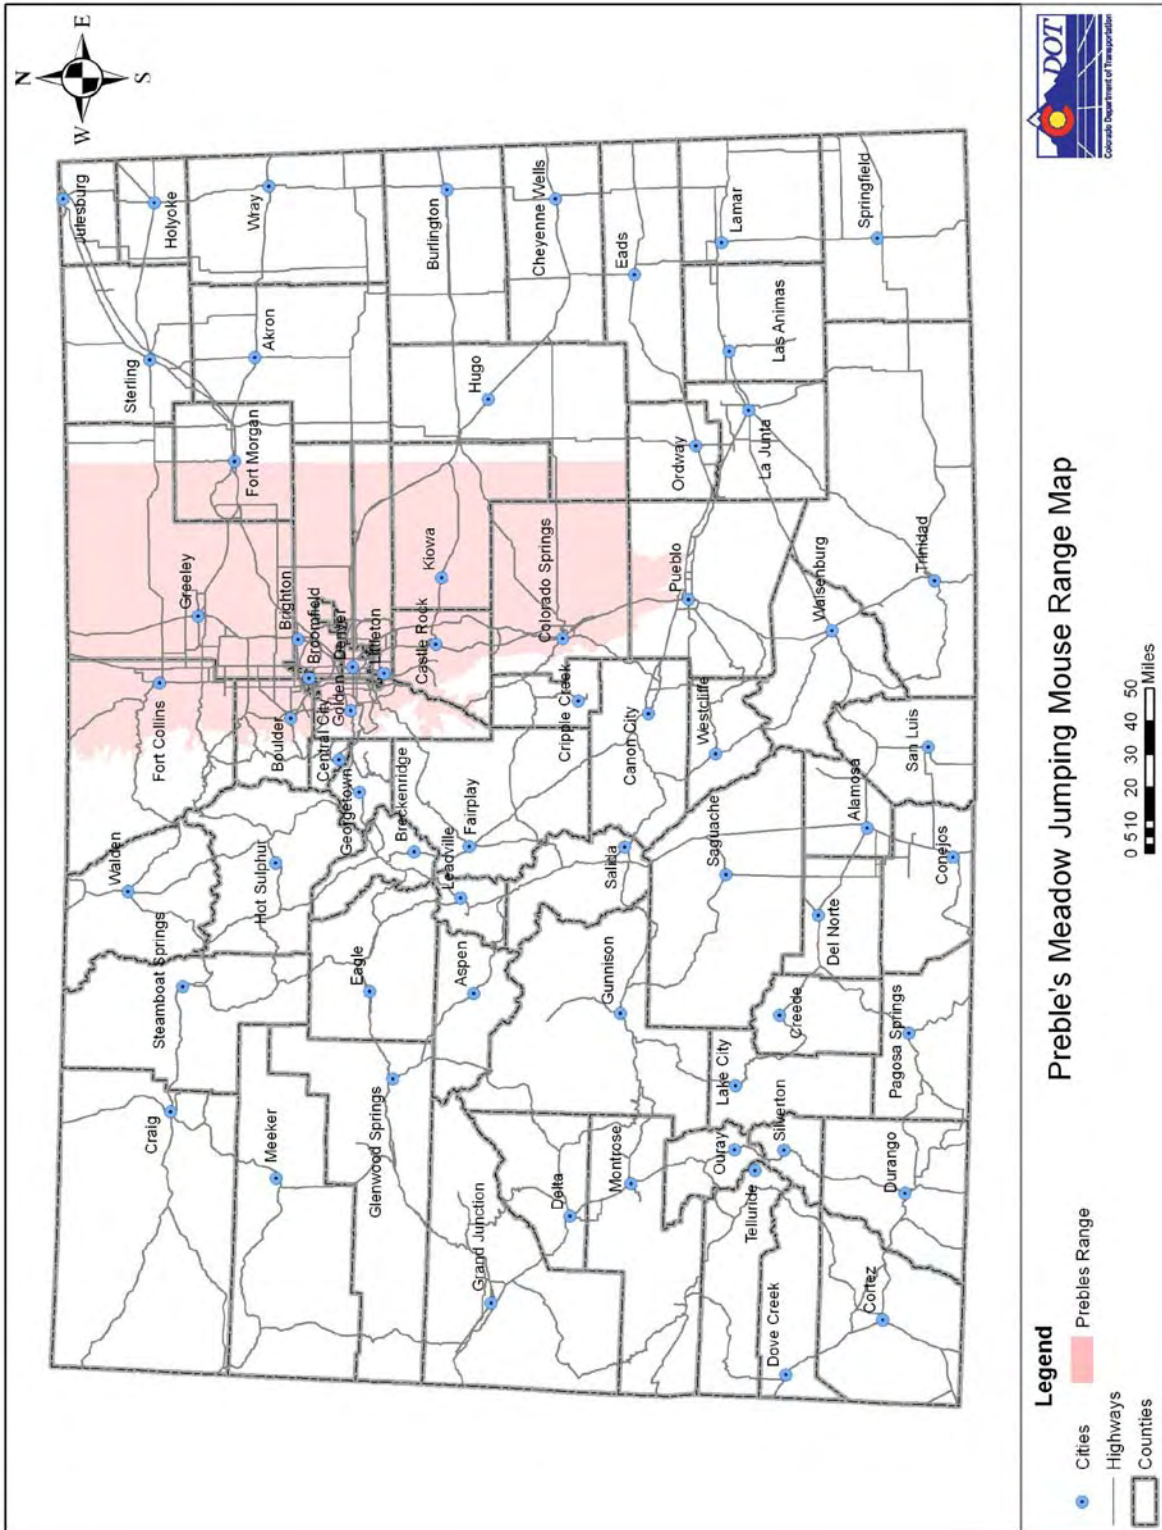 N
W
E
S
Julesburg
Holyoke
Wray
Sterling
Akron
Fort Morgan
Walden
Steamboat Springs
Craig
Fort Collins
Greeley
Hot Sulphur
Meeker
Boulder
Brighton
Broomfield
Central City
Golden
Denver
Georgetown
Littleton
Burlington
Eagle
Glenwood Springs
Breckenridge
Castle Rock
Kiowa
Hugo
Leadville
Fairplay
Aspen
Grand Junction
Cheyenne Wells
Colorado Springs
Cripple Creek
Delta
Eads
Gunnison
Salida
Canon City
Montrose
Pueblo
Ordway
Lamar
Westcliffe
Las Animas
La Junta
Saguache
Lake City
Ouray
Telluride
Silverton
Creede
Dove Creek
Del Norte
Alamosa
Walsenburg
Springfield
Cortez
Durango
Pagosa Springs
San Luis
Trinidad
Conejos
Preble's Meadow Jumping Mouse Range Map
Legend
Cities
Prebles Range
Highways
Counties
0 5 10 20 30 40 50
Miles
DOT
Colorado Department of Transportation